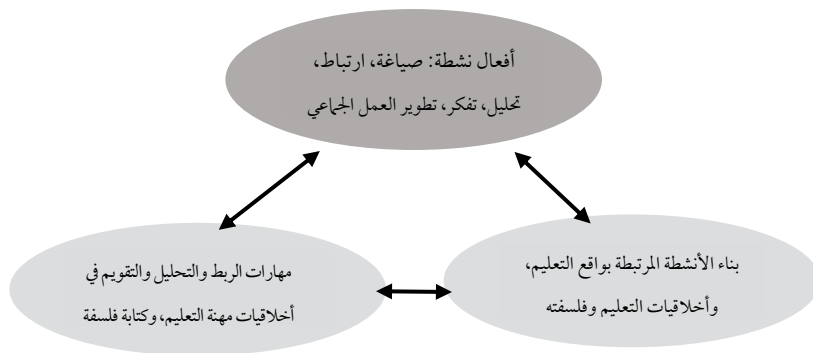 أفعال نشطة: صياغة، ارتباط،
تحليل، تفكر، تطوير العمل الجماعي
بناء الأنشطة المرتبطة بواقع التعليم،
وأخلاقيات التعليم وفلسفته
مهارات الربط والتحليل والتقويم في
أخلاقيات مهنة التعليم، وكتابة فلسفة